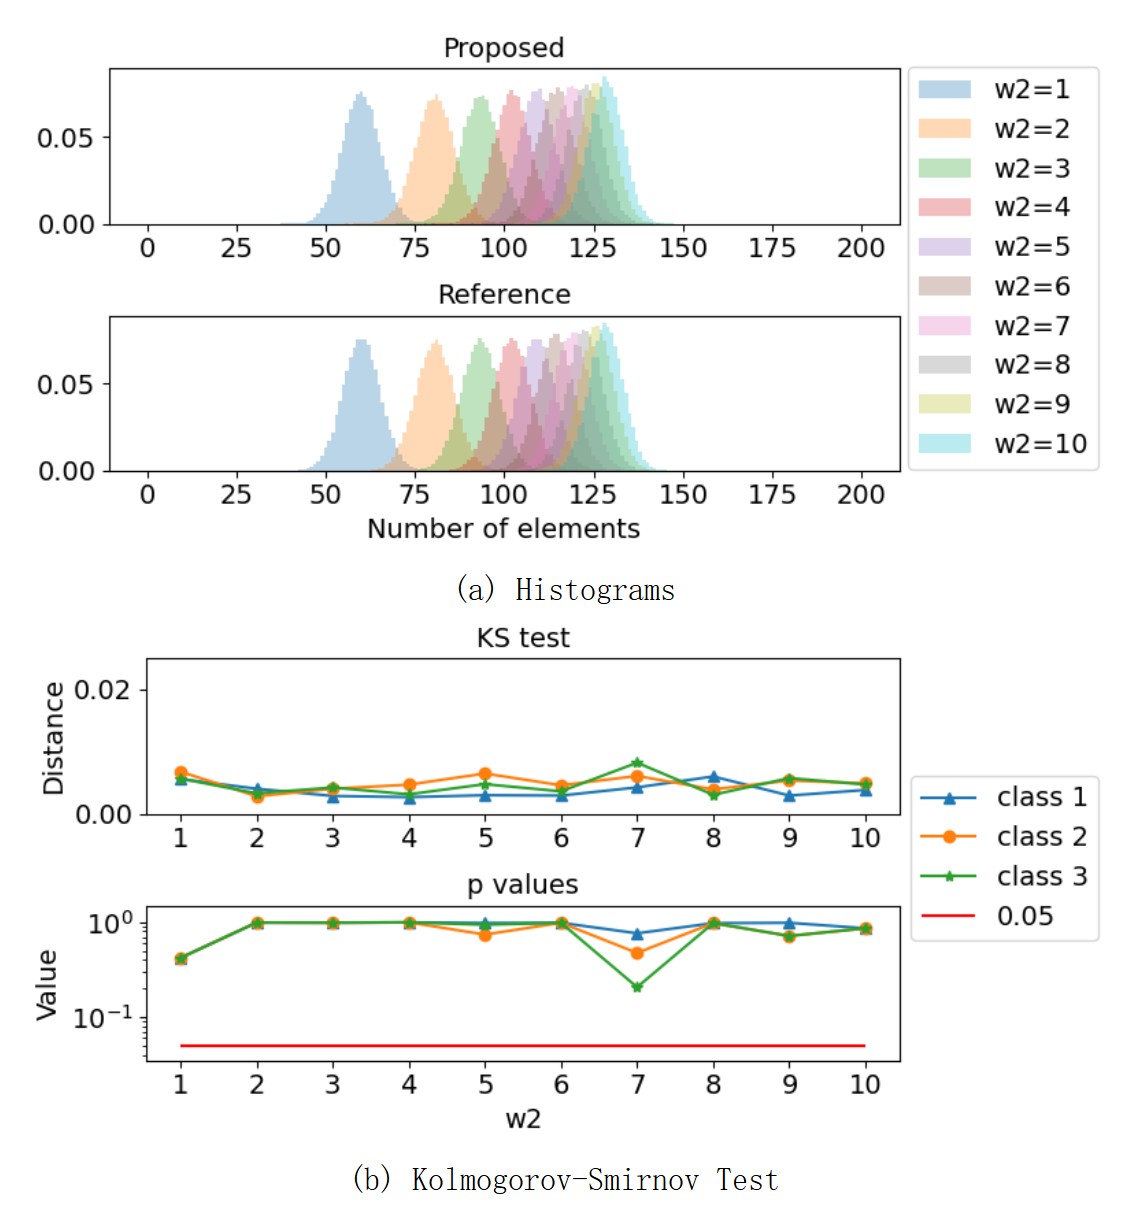 Proposed
0.05
0.00
0 25 50 75 100 125 150 175 200
w2=1
w2=2
w2=3
w2=4
w2=5
w2=6
w2=7
w2=8
w2=9
w2=10
Reference
0.05
0.00
0 25 50 75 100 125 150 175 200
Number of elements
(a) Histograms
KS test
Distance
0.02
0.00
1 2 3 4 5 6 7 8 9 10
class 1
class 2
class 3
0.05
p values
Value
10⁰
10⁻¹
1 2 3 4 5 6 7 8 9 10
w2
(b) Kolmogorov-Smirnov Test